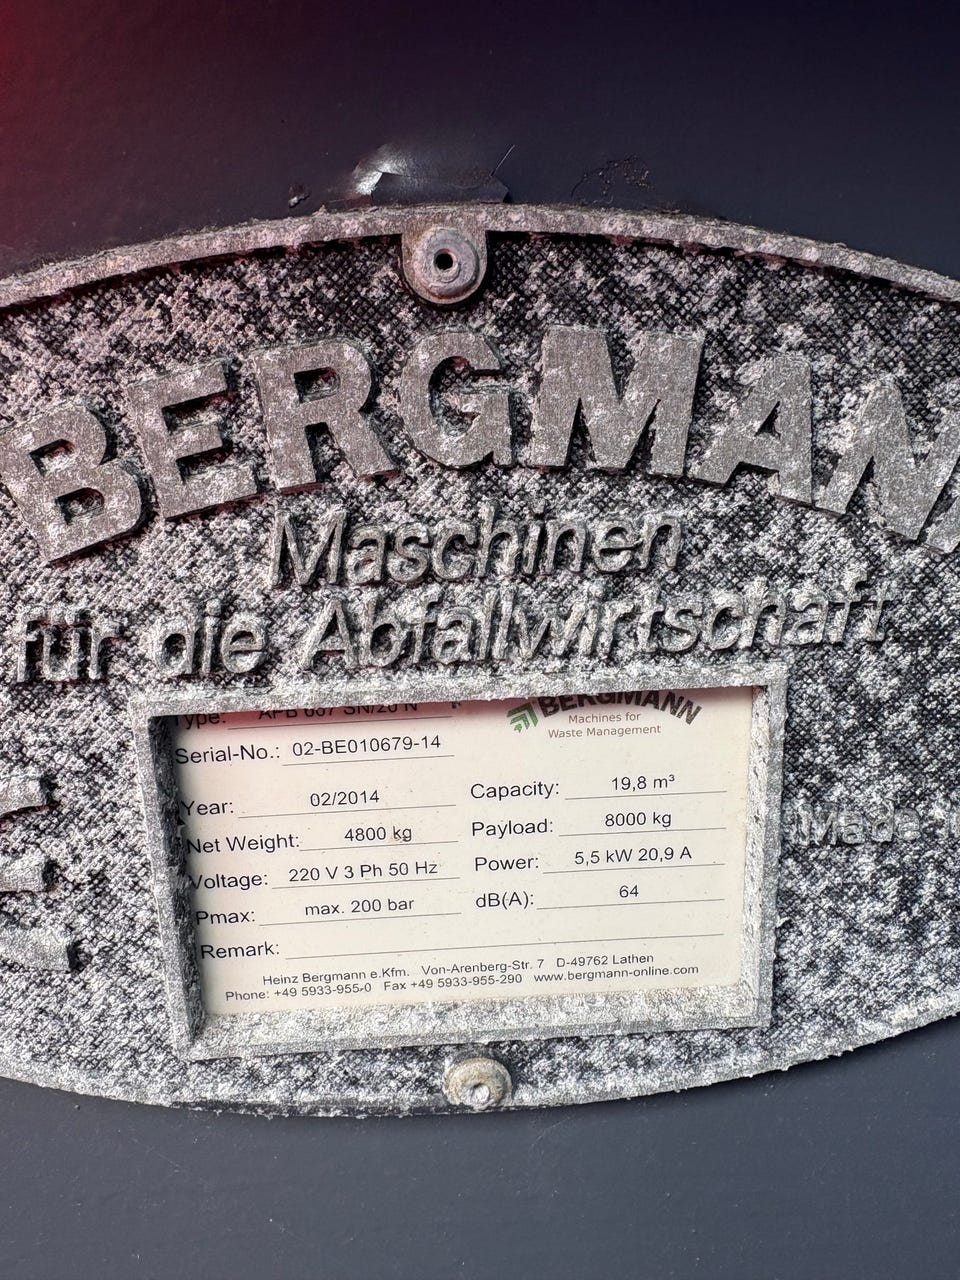 BERGMAN
Maschinen
für die Abfallwirtschaft
Type:
BERGMANN
Machines for
Waste Management
Serial-No.: 02-BE010679-14
Year: 02/2014
Capacity: 19,8 m³
Net Weight: 4800 kg
Payload: 8000 kg
Voltage: 220 V 3 Ph 50 Hz
Power: 5,5 kW 20,9 A
Pmax: max. 200 bar
dB(A): 64
Remark:
Heinz Bergmann e.Kfm. Von-Arenberg-Str. 7 D-49762 Lathen
Phone: +49 5933-955-0 Fax +49 5933-955-290 www.bergmann-online.com
Made